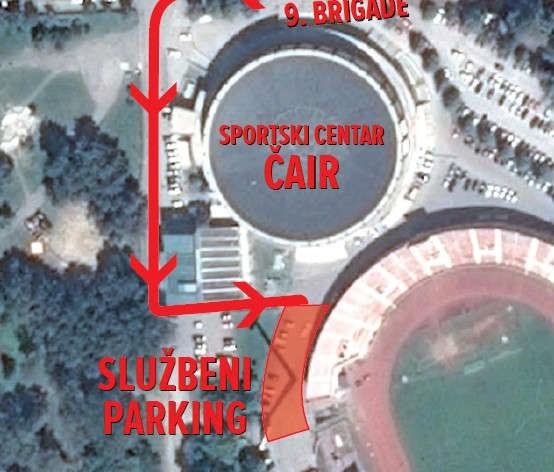 9. BRIGADE
SPORTSKI CENTAR
ČAIR
SLUŽBENI
PARKING